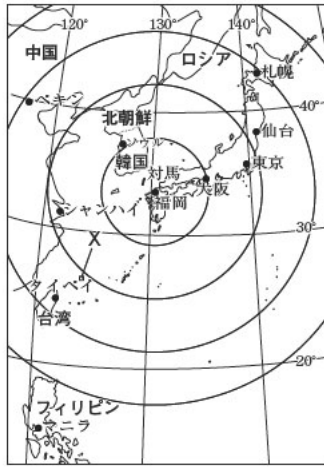 120°
130°
140°
中国
ロシア
札幌
ペキン
40°
北朝鮮
仙台
ソウル
韓国
対馬
東京
大阪
福岡
シャンハイ
X
30°
タイペイ
台湾
20°
フィリピン
マニラ